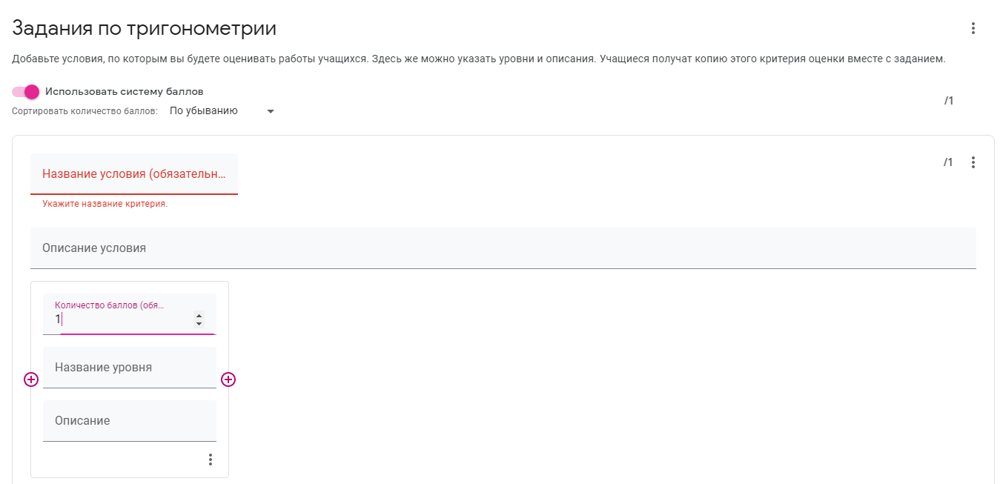 Задания по тригонометрии
Добавьте условия, по которым вы будете оценивать работы учащихся. Здесь же можно указать уровни и описания. Учащиеся получат копию этого критерия оценки вместе с заданием.
Использовать систему баллов
/1
Сортировать количество баллов: По убыванию
Название условия (обязательн...
/1
Укажите название критерия.
Описание условия
Количество баллов (обя...
1
Название уровня
Описание